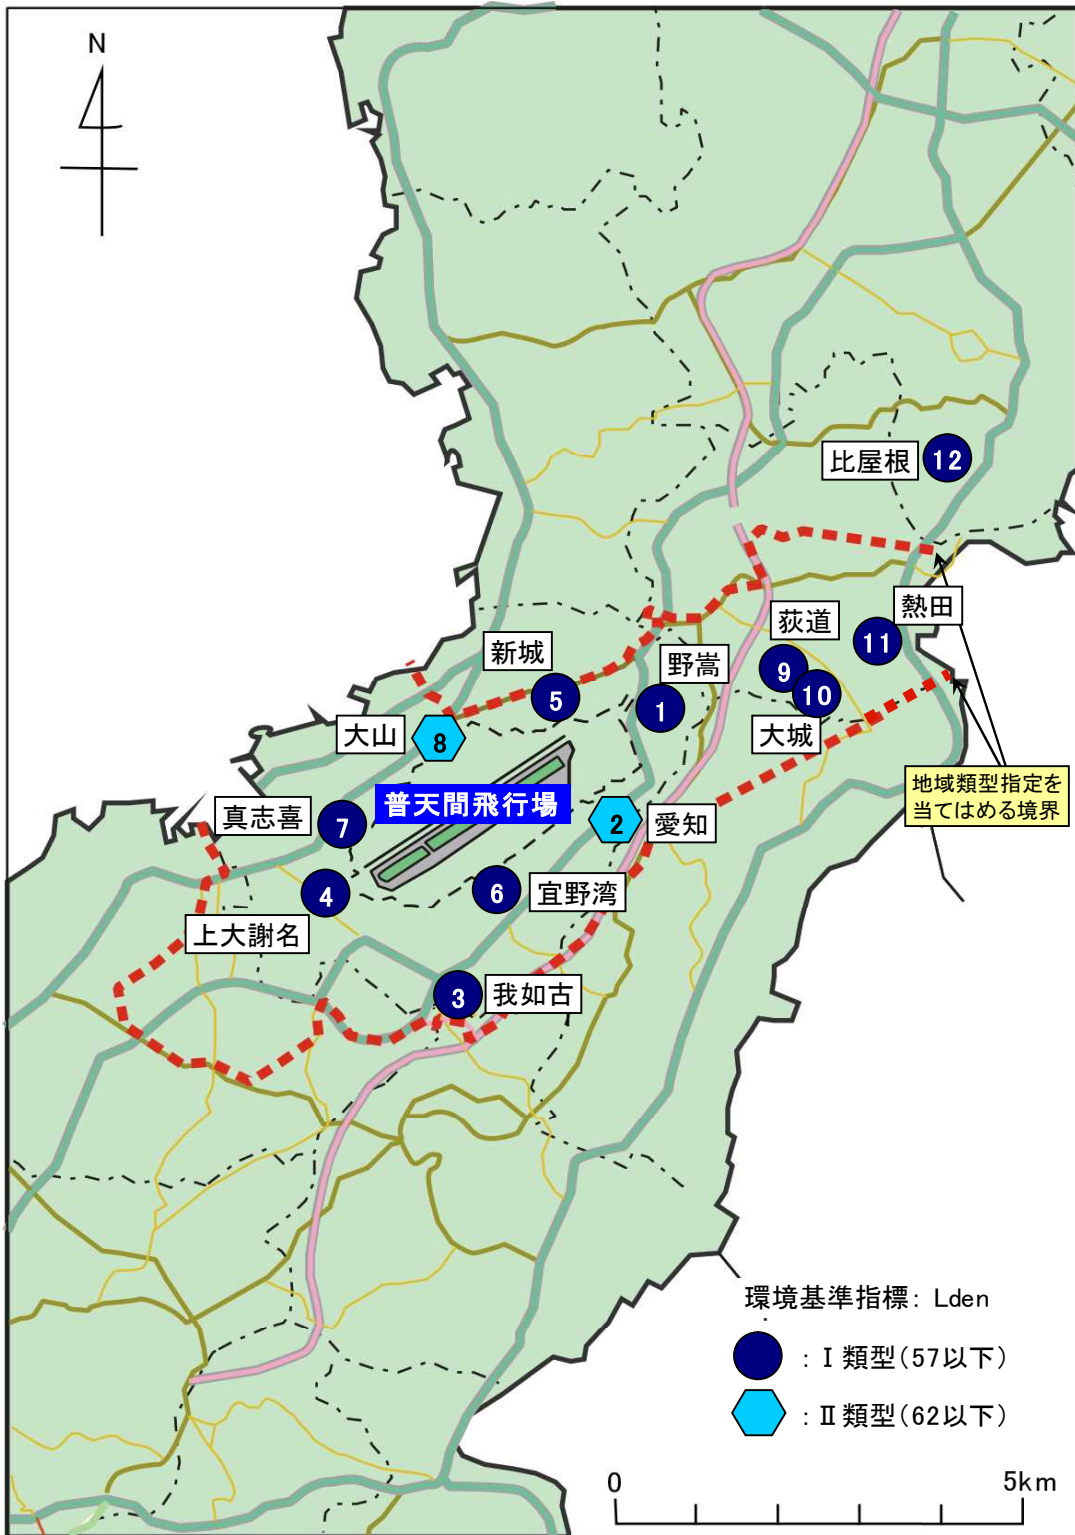 N
比屋根
12
熱田
荻道
11
新城
野嵩
9
5
10
1
大山
8
大城
地域類型指定を
当てはめる境界
普天間飛行場
真志喜
7
2
愛知
4
6
宜野湾
上大謝名
3
我如古
環境基準指標: Lden
: Ⅰ類型(57以下)
: Ⅱ類型(62以下)
0
5km